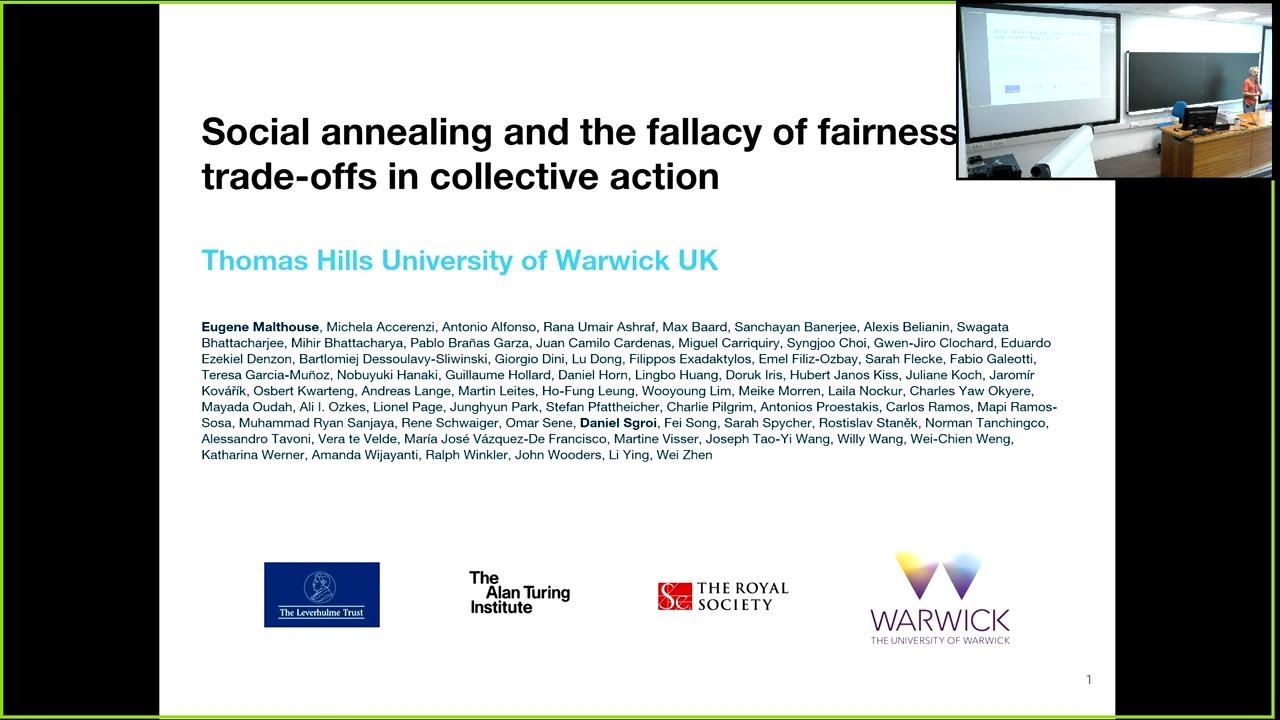 Social annealing and the fallacy of fairness
trade-offs in collective action
Thomas Hills University of Warwick UK
Eugene Malthouse, Michela Accerenzi, Antonio Alfonso, Rana Umair Ashraf, Max Baard, Sanchayan Banerjee, Alexis Belianin, Swagata
Bhattacharjee, Mihir Bhattacharya, Pablo Brañas Garza, Juan Camilo Cardenas, Miguel Carriquiry, Syngjoo Choi, Gwen-Jiro Clochard, Eduardo
Ezekiel Denzon, Bartlomiej Dessoulavy-Sliwinski, Giorgio Dini, Lu Dong, Filippos Exadaktylos, Emel Filiz-Ozbay, Sarah Flecke, Fabio Galeotti,
Teresa Garcia-Muñoz, Nobuyuki Hanaki, Guillaume Hollard, Daniel Horn, Lingbo Huang, Doruk Iris, Hubert Janos Kiss, Juliane Koch, Jaromír
Kovářík, Osbert Kwarteng, Andreas Lange, Martin Leites, Ho-Fung Leung, Wooyoung Lim, Meike Morren, Laila Nockur, Charles Yaw Okyere,
Mayada Oudah, Ali I. Ozkes, Lionel Page, Junghyun Park, Stefan Pfattheicher, Charlie Pilgrim, Antonios Proestakis, Carlos Ramos, Mapi Ramos-
Sosa, Muhammad Ryan Sanjaya, Rene Schwaiger, Omar Sene, Daniel Sgroi, Fei Song, Sarah Spycher, Rostislav Staněk, Norman Tanchingco,
Alessandro Tavoni, Vera te Velde, María José Vázquez-De Francisco, Martine Visser, Joseph Tao-Yi Wang, Willy Wang, Wei-Chien Weng,
Katharina Werner, Amanda Wijayanti, Ralph Winkler, John Wooders, Li Ying, Wei Zhen
The Leverhulme Trust
The
Alan Turing
Institute
THE ROYAL
SOCIETY
WARWICK
THE UNIVERSITY OF WARWICK
1